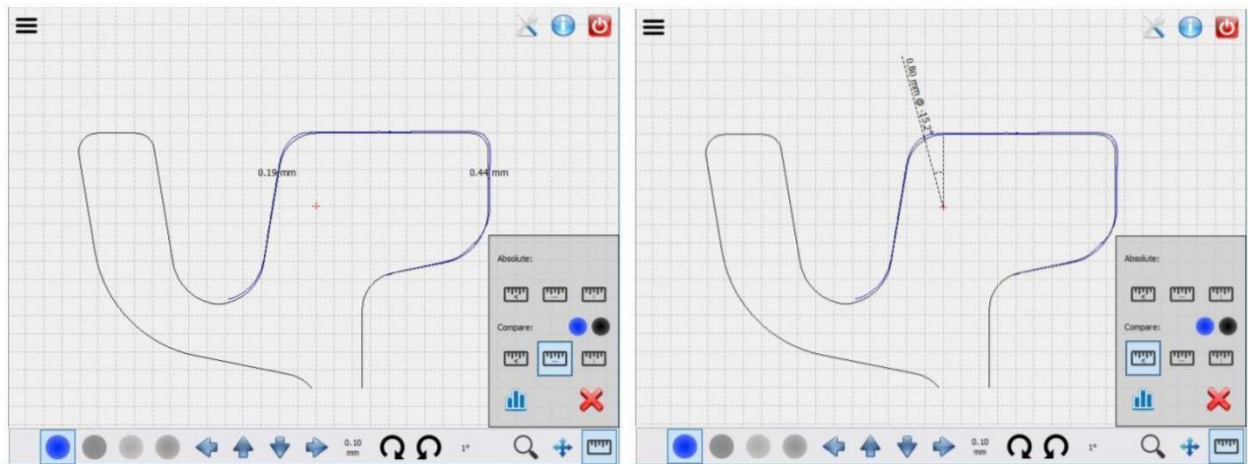 0.19 mm
0.44 mm
Absolute:
Compare:
0.10
mm
1°
0.80 mm @ -15.2°
Absolute:
Compare:
0.10
mm
1°